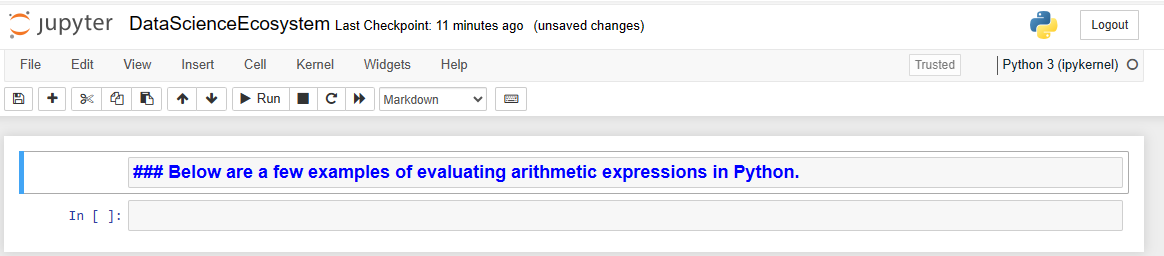 jupyter DataScienceEcosystem Last Checkpoint: 11 minutes ago (unsaved changes) Logout
File Edit View Insert Cell Kernel Widgets Help Trusted Python 3 (ipykernel)
Run Markdown
### Below are a few examples of evaluating arithmetic expressions in Python.
In [ ]: